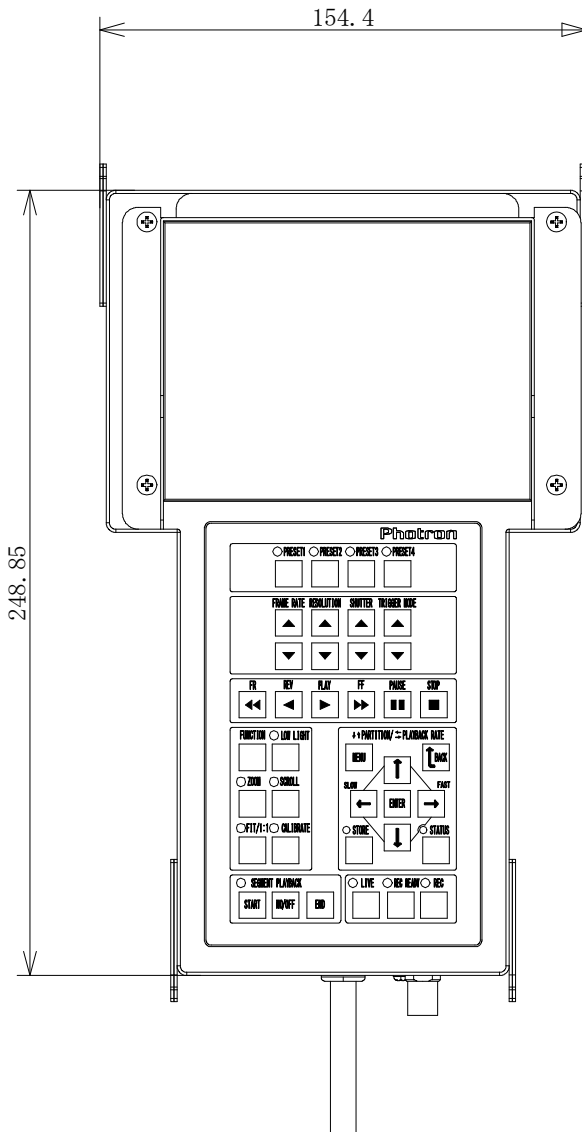 154.4
248.85
Photron
PRESET1 PRESET2 PRESET3 PRESET4
FRAME RATE RESOLUTION SHUTTER TRIGGER MODE
FR REV PLAY FF PAUSE STOP
FUNCTION LOW LIGHT
PARTITION/ PLAYBACK RATE
MENU BACK
ZOOM SCROLL
SLOW FAST
ENTER
FIT/1:1 CALIBRATE
STORE STATUS
SEGMENT PLAYBACK
LIVE REC READY REC
START NO/OFF END